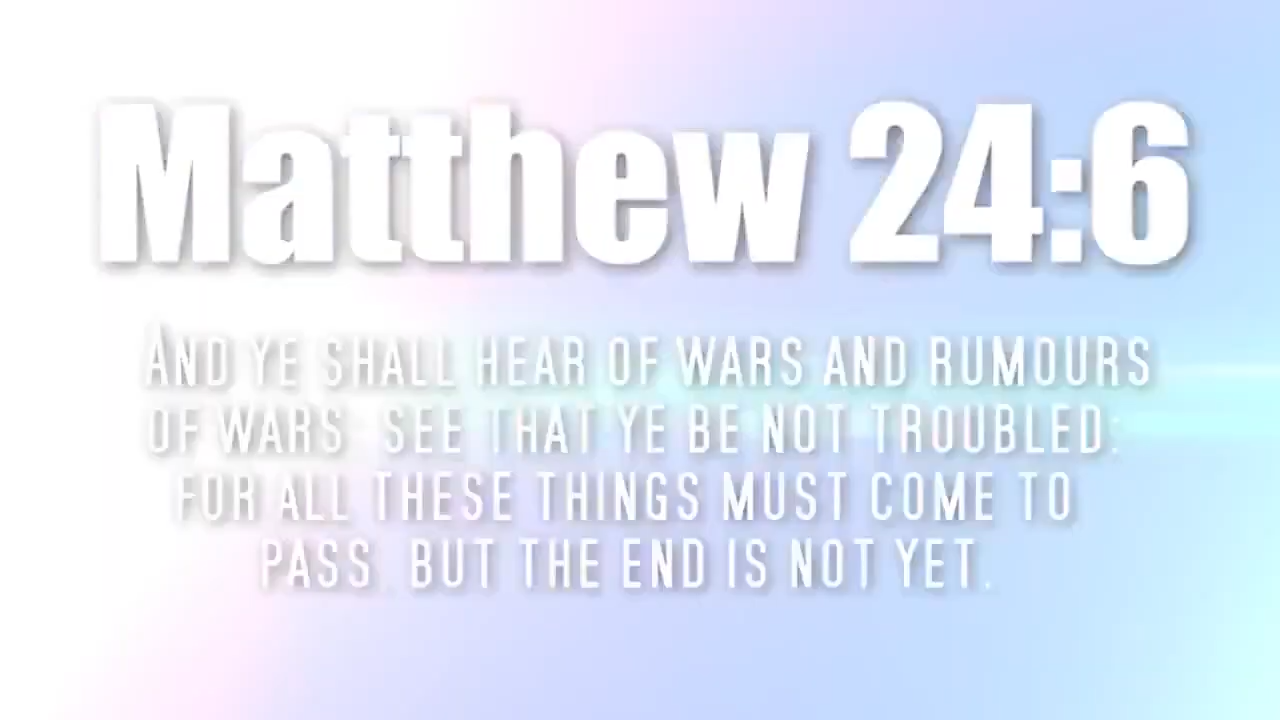 Matthew 24:6
AND YE SHALL HEAR OF WARS AND RUMOURS
OF WARS: SEE THAT YE BE NOT TROUBLED:
FOR ALL THESE THINGS MUST COME TO
PASS, BUT THE END IS NOT YET.